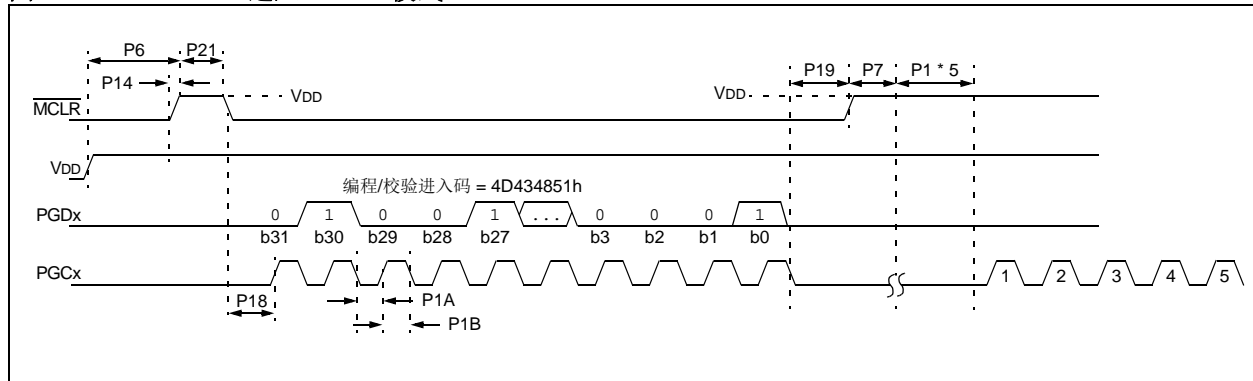 P6 P21
P14
VDD
VDD
P19 P7 P1 * 5
MCLR
VDD
编程/校验进入码 = 4D434851h
PGDx
0 1 0 0 1 ... 0 0 0 1
b31 b30 b29 b28 b27 b3 b2 b1 b0
PGCx
1 2 3 4 5
P18
P1A
P1B